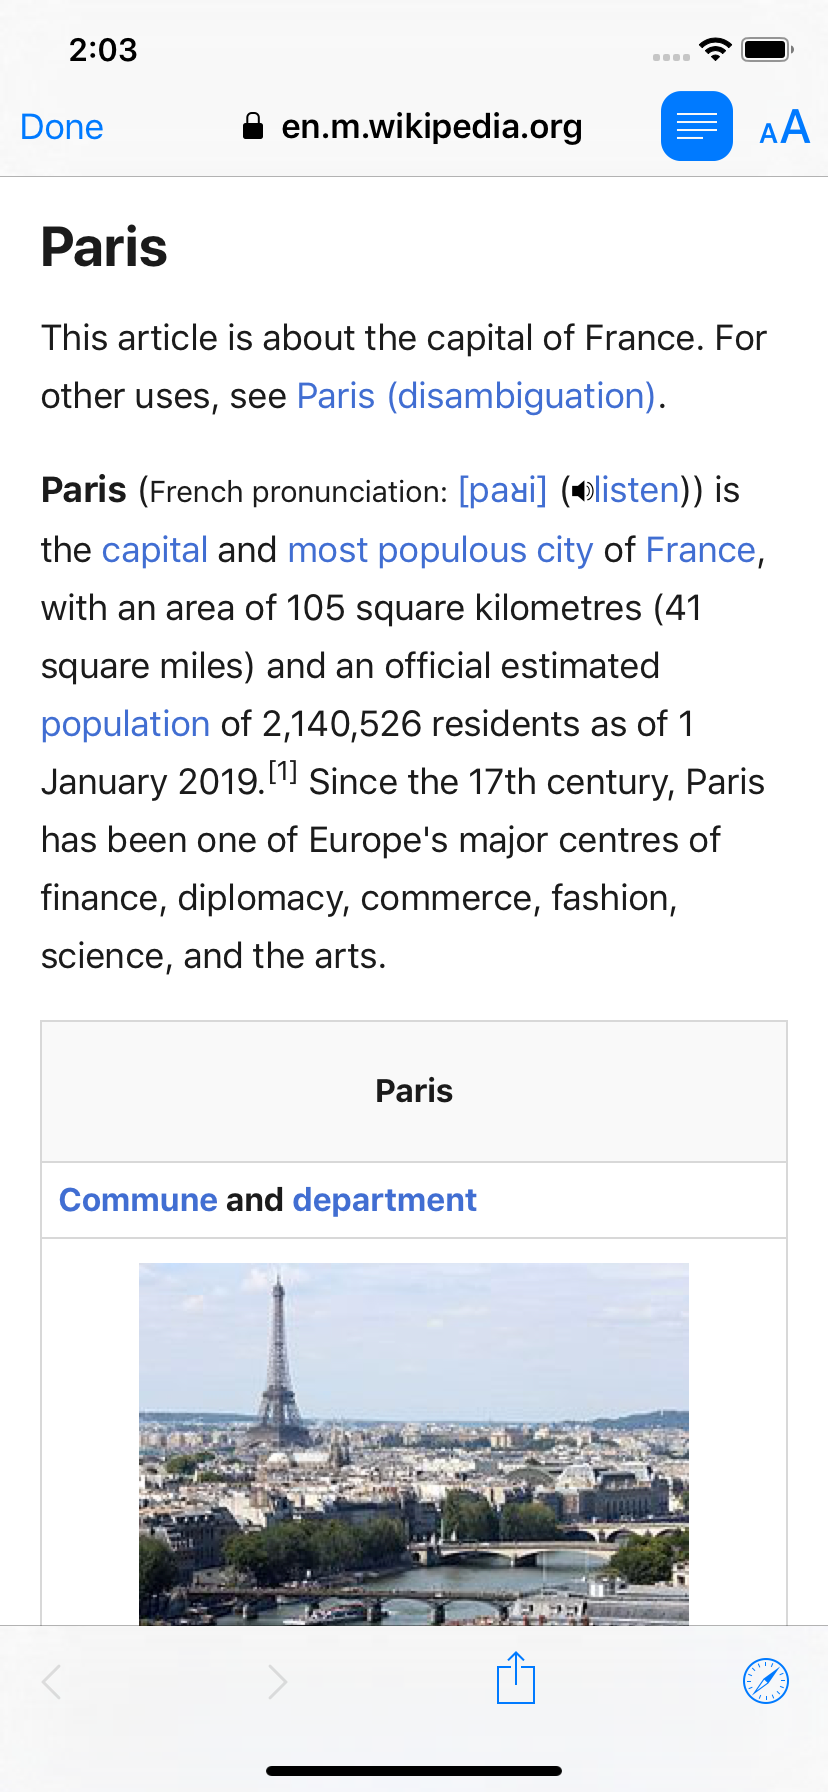 2:03
Done en.m.wikipedia.org AA
Paris
This article is about the capital of France. For
other uses, see Paris (disambiguation).
Paris (French pronunciation: [paʁi] (listen)) is
the capital and most populous city of France,
with an area of 105 square kilometres (41
square miles) and an official estimated
population of 2,140,526 residents as of 1
January 2019.[1] Since the 17th century, Paris
has been one of Europe's major centres of
finance, diplomacy, commerce, fashion,
science, and the arts.
Paris
Commune and department